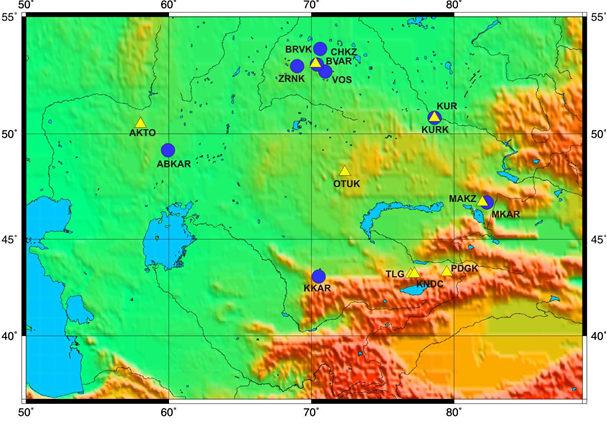 50° 60° 70° 80°
55° 55°
BRVK CHKZ
BVAR
ZRNK VOS
KUR
50° AKTO KURK 50°
ABKAR
OTUK
MAKZ
MKAR
45° 45°
TLG PDGK
KKAR KNDC
40° 40°
50° 60° 70° 80°